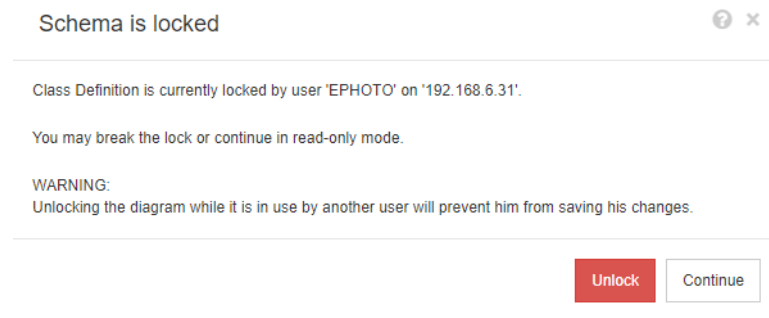 Schema is locked
Class Definition is currently locked by user 'EPHOTO' on '192.168.6.31'.
You may break the lock or continue in read-only mode.
WARNING:
Unlocking the diagram while it is in use by another user will prevent him from saving his changes.
Unlock Continue